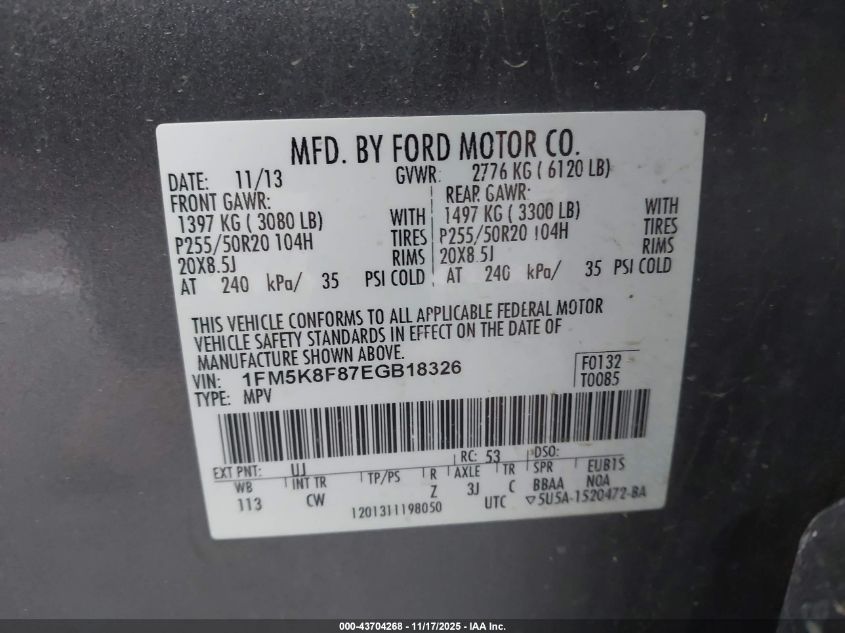 MFD. BY FORD MOTOR CO.
DATE: 11/13 GVWR: 2776 KG ( 6120 LB)
FRONT GAWR: REAR GAWR:
1397 KG ( 3080 LB) WITH 1497 KG ( 3300 LB) WITH
P255/50R20 104H TIRES P255/50R20 104H TIRES
20X8.5J RIMS 20X8.5J RIMS
AT 240 kPa/ 35 PSI COLD AT 240 kPa/ 35 PSI COLD
THIS VEHICLE CONFORMS TO ALL APPLICABLE FEDERAL MOTOR
VEHICLE SAFETY STANDARDS IN EFFECT ON THE DATE OF
MANUFACTURE SHOWN ABOVE.
VIN: 1FM5K8F87EGB18326 F0132
TYPE: MPV T0085
EXT PNT: UJ RC: 53 DSO:
WB INT TR TP/PS R AXLE TR SPR EUB1S
113 CW Z 3J C BBAA NOA
1201311198050 UTC ▽5U5A-1520472-BA
000-43704268 - 11/17/2025 - IAA Inc.